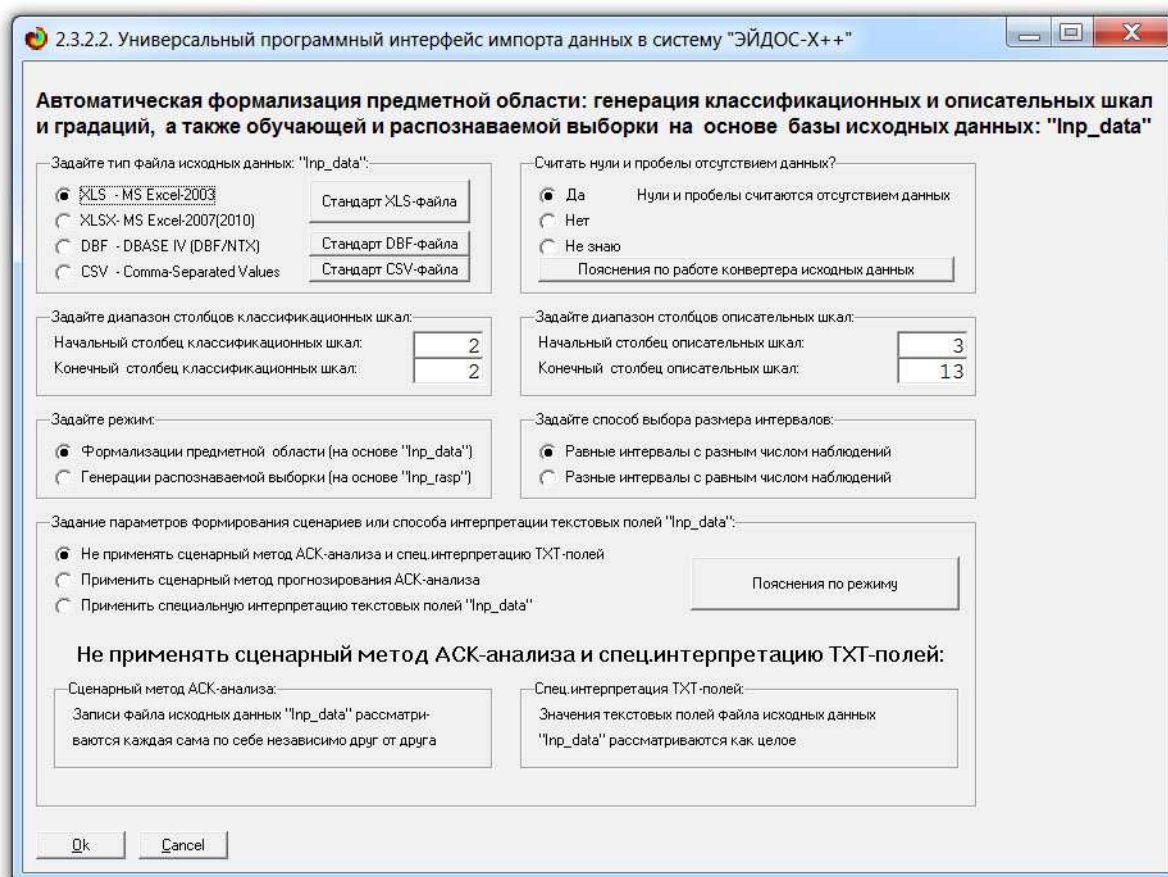 2.3.2.2. Универсальный программный интерфейс импорта данных в систему "ЭЙДОС-X++"
Автоматическая формализация предметной области: генерация классификационных и описательных шкал
и градаций, а также обучающей и распознаваемой выборки на основе базы исходных данных: "Inp_data"
Задайте тип файла исходных данных: "Inp_data":
XLS - MS Excel-2003
XLSX- MS Excel-2007(2010)
DBF - DBASE IV (DBF/NTX)
CSV - Comma-Separated Values
Стандарт XLS-файла
Стандарт DBF-файла
Стандарт CSV-файла
Считать нули и пробелы отсутствием данных?
Да Нули и пробелы считаются отсутствием данных
Нет
Не знаю
Пояснения по работе конвертера исходных данных
Задайте диапазон столбцов классификационных шкал:
Начальный столбец классификационных шкал: 2
Конечный столбец классификационных шкал: 2
Задайте диапазон столбцов описательных шкал:
Начальный столбец описательных шкал: 3
Конечный столбец описательных шкал: 13
Задайте режим:
Формализации предметной области (на основе "Inp_data")
Генерации распознаваемой выборки (на основе "Inp_rasp")
Задайте способ выбора размера интервалов:
Равные интервалы с разным числом наблюдений
Разные интервалы с равным числом наблюдений
Задание параметров формирования сценариев или способа интерпретации текстовых полей "Inp_data":
Не применять сценарный метод АСК-анализа и спец.интерпретацию TXT-полей
Применить сценарный метод прогнозирования АСК-анализа
Применить специальную интерпретацию текстовых полей "Inp_data"
Пояснения по режиму
Не применять сценарный метод АСК-анализа и спец.интерпретацию TXT-полей:
Сценарный метод АСК-анализа:
Записи файла исходных данных "Inp_data" рассматри-
ваются каждая сама по себе независимо друг от друга
Спец.интерпретация TXT-полей:
Значения текстовых полей файла исходных данных
"Inp_data" рассматриваются как целое
Ok
Cancel